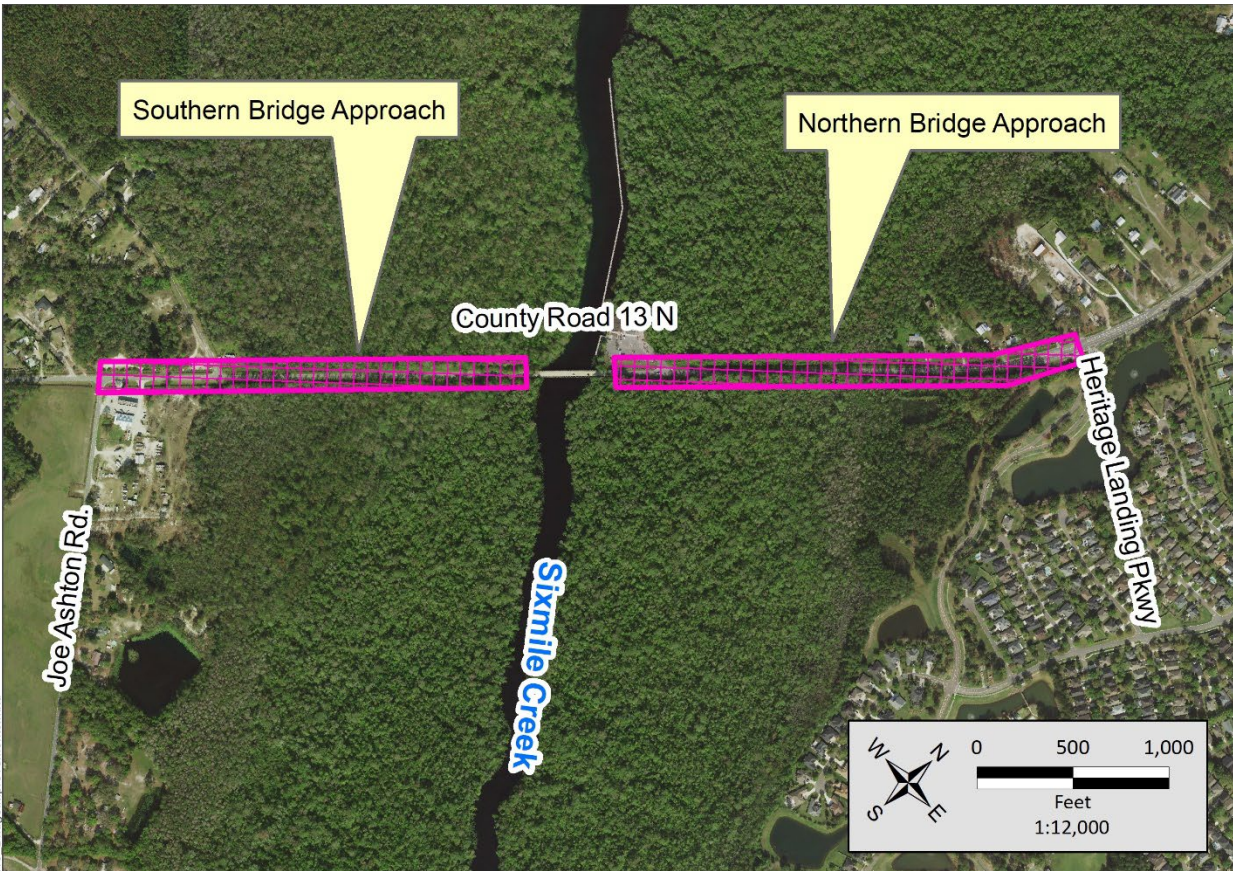 Southern Bridge Approach
Northern Bridge Approach
County Road 13 N
Heritage Landing Pkwy
Joe Ashton Rd.
Sixmile Creek
W
N
S
E
0 500 1,000
Feet
1:12,000